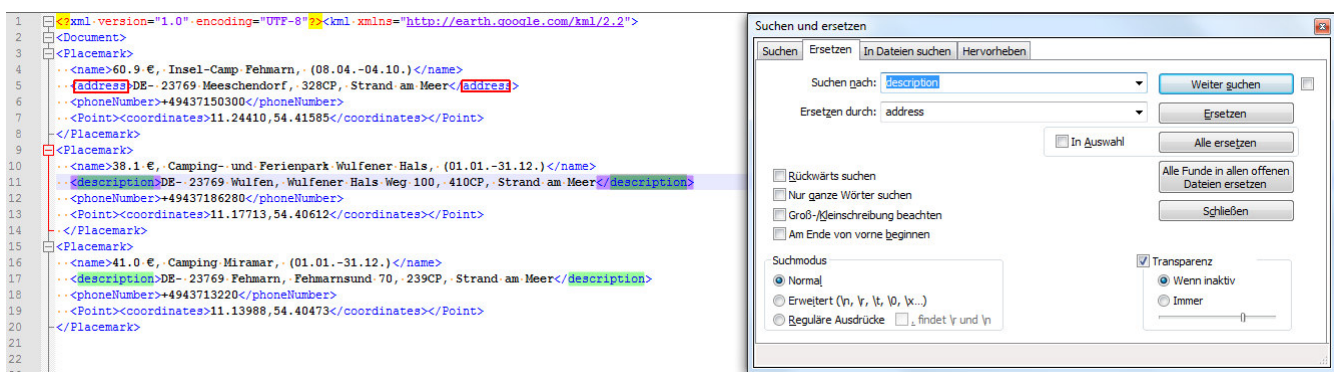 1 <?xml version="1.0" encoding="UTF-8"?><kml xmlns="http://earth.google.com/kml/2.2">
2 <Document>
3 <Placemark>
4 <name>60.9 €, Insel-Camp Fehmarn, (08.04.-04.10.)</name>
5 <address>DE- 23769 Meeschendorf, 328CP, Strand am Meer</address>
6 <phoneNumber>+49437150300</phoneNumber>
7 <Point><coordinates>11.24410,54.41585</coordinates></Point>
8 </Placemark>
9 <Placemark>
10 <name>38.1 €, Camping- und Ferienpark Wulfener Hals, (01.01.-31.12.)</name>
11 <description>DE- 23769 Wulfen, Wulfener Hals Weg 100, 410CP, Strand am Meer</description>
12 <phoneNumber>+49437186280</phoneNumber>
13 <Point><coordinates>11.17713,54.40612</coordinates></Point>
14 </Placemark>
15 <Placemark>
16 <name>41.0 €, Camping Miramar, (01.01.-31.12.)</name>
17 <description>DE- 23769 Fehmarn, Fehmarnsund 70, 239CP, Strand am Meer</description>
18 <phoneNumber>+4943713220</phoneNumber>
19 <Point><coordinates>11.13988,54.40473</coordinates></Point>
20 </Placemark>
21
22
Suchen und ersetzen
Suchen Ersetzen In Dateien suchen Hervorheben
Suchen nach: description
Weiter suchen
Ersetzen durch: address
Ersetzen
In Auswahl
Alle ersetzen
Alle Funde in allen offenen
Dateien ersetzen
Schließen
Rückwärts suchen
Nur ganze Wörter suchen
Groß-/Kleinschreibung beachten
Am Ende von vorne beginnen
Suchmodus
Normal
Erweitert (\n, \r, \t, \0, \x...)
Reguläre Ausdrücke . findet \r und \n
Transparenz
Wenn inaktiv
Immer